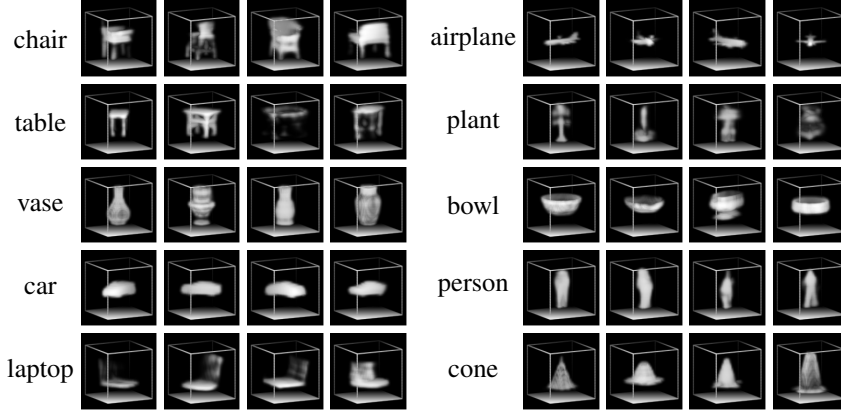 chair
airplane
table
plant
vase
bowl
car
person
laptop
cone